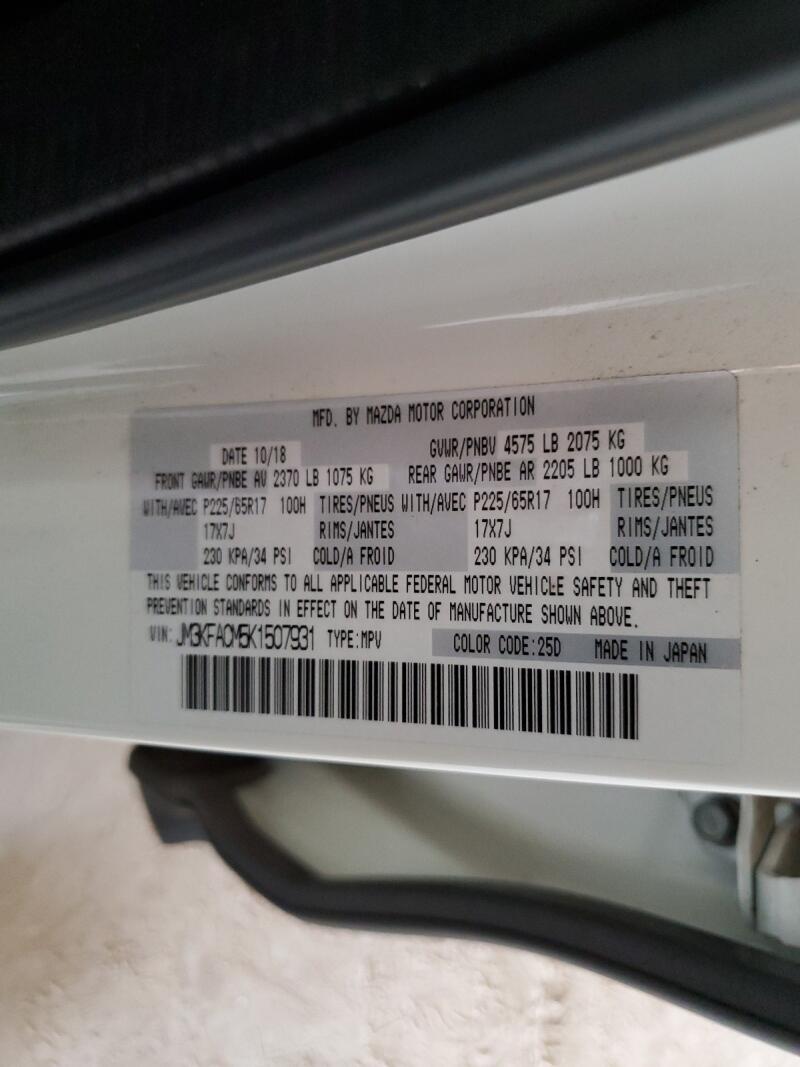 MFD. BY MAZDA MOTOR CORPORATION
DATE 10/18 GVWR/PNBV 4575 LB 2075 KG
FRONT GAWR/PNBE AV 2370 LB 1075 KG REAR GAWR/PNBE AR 2205 LB 1000 KG
WITH/AVEC P225/65R17 100H TIRES/PNEUS WITH/AVEC P225/65R17 100H TIRES/PNEUS
17X7J RIMS/JANTES 17X7J RIMS/JANTES
230 KPA/34 PSI COLD/A FROID 230 KPA/34 PSI COLD/A FROID
THIS VEHICLE CONFORMS TO ALL APPLICABLE FEDERAL MOTOR VEHICLE SAFETY AND THEFT
PREVENTION STANDARDS IN EFFECT ON THE DATE OF MANUFACTURE SHOWN ABOVE.
VIN: JM3KFACM5K1507931 TYPE:MPV COLOR CODE:25D MADE IN JAPAN